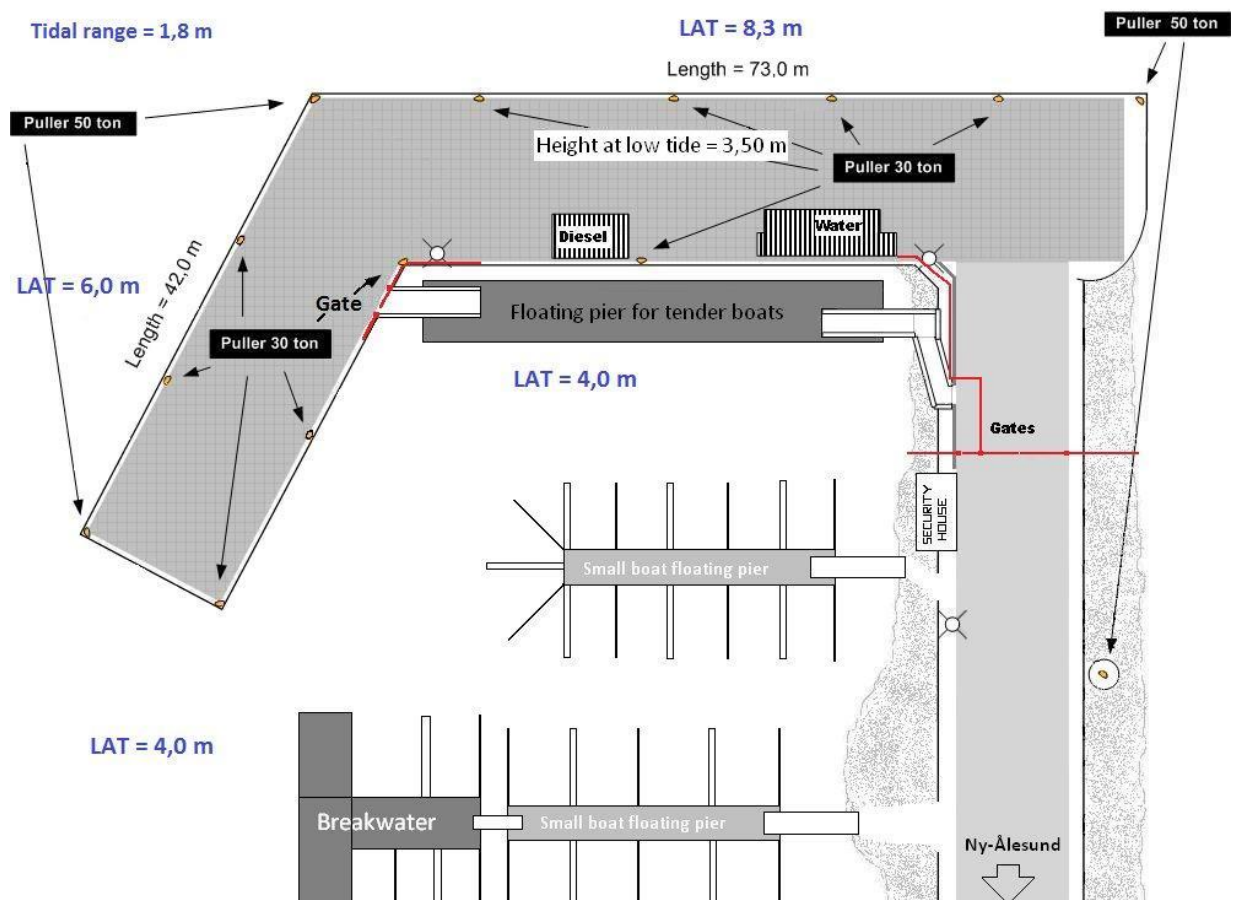 Tidal range = 1,8 m
LAT = 8,3 m
Puller 50 ton
Length = 73,0 m
Puller 50 ton
Height at low tide = 3,50 m
Puller 30 ton
Diesel
Water
LAT = 6,0 m
Length = 42,0 m
Gate
Floating pier for tender boats
Puller 30 ton
LAT = 4,0 m
Gates
SECURITY
HOUSE
Small boat floating pier
LAT = 4,0 m
Breakwater
Small boat floating pier
Ny-Ålesund